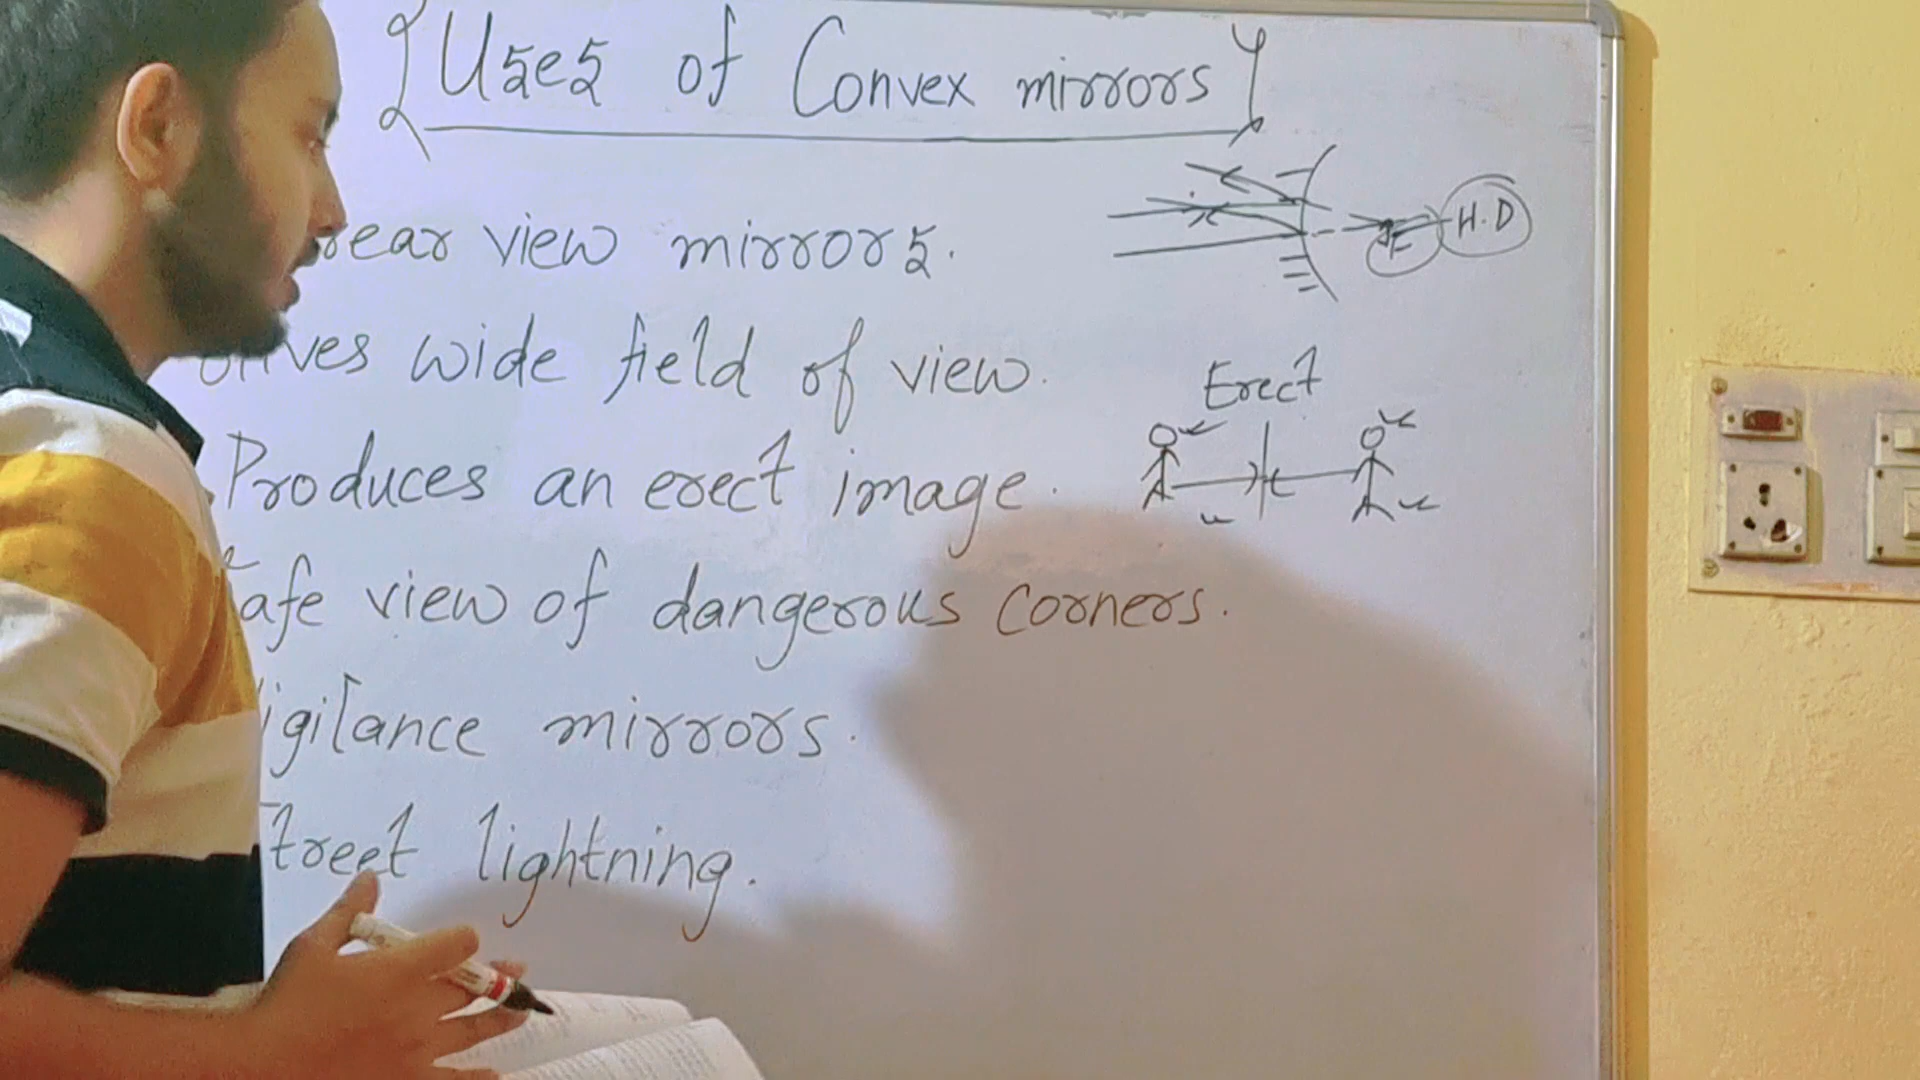 {Uses of Convex mirrors}
rear view mirrors.
Gives wide field of view.
Produces an erect image.
afe view of dangerous corners.
igilance mirrors.
treet lightning.
F
H.D
Erect